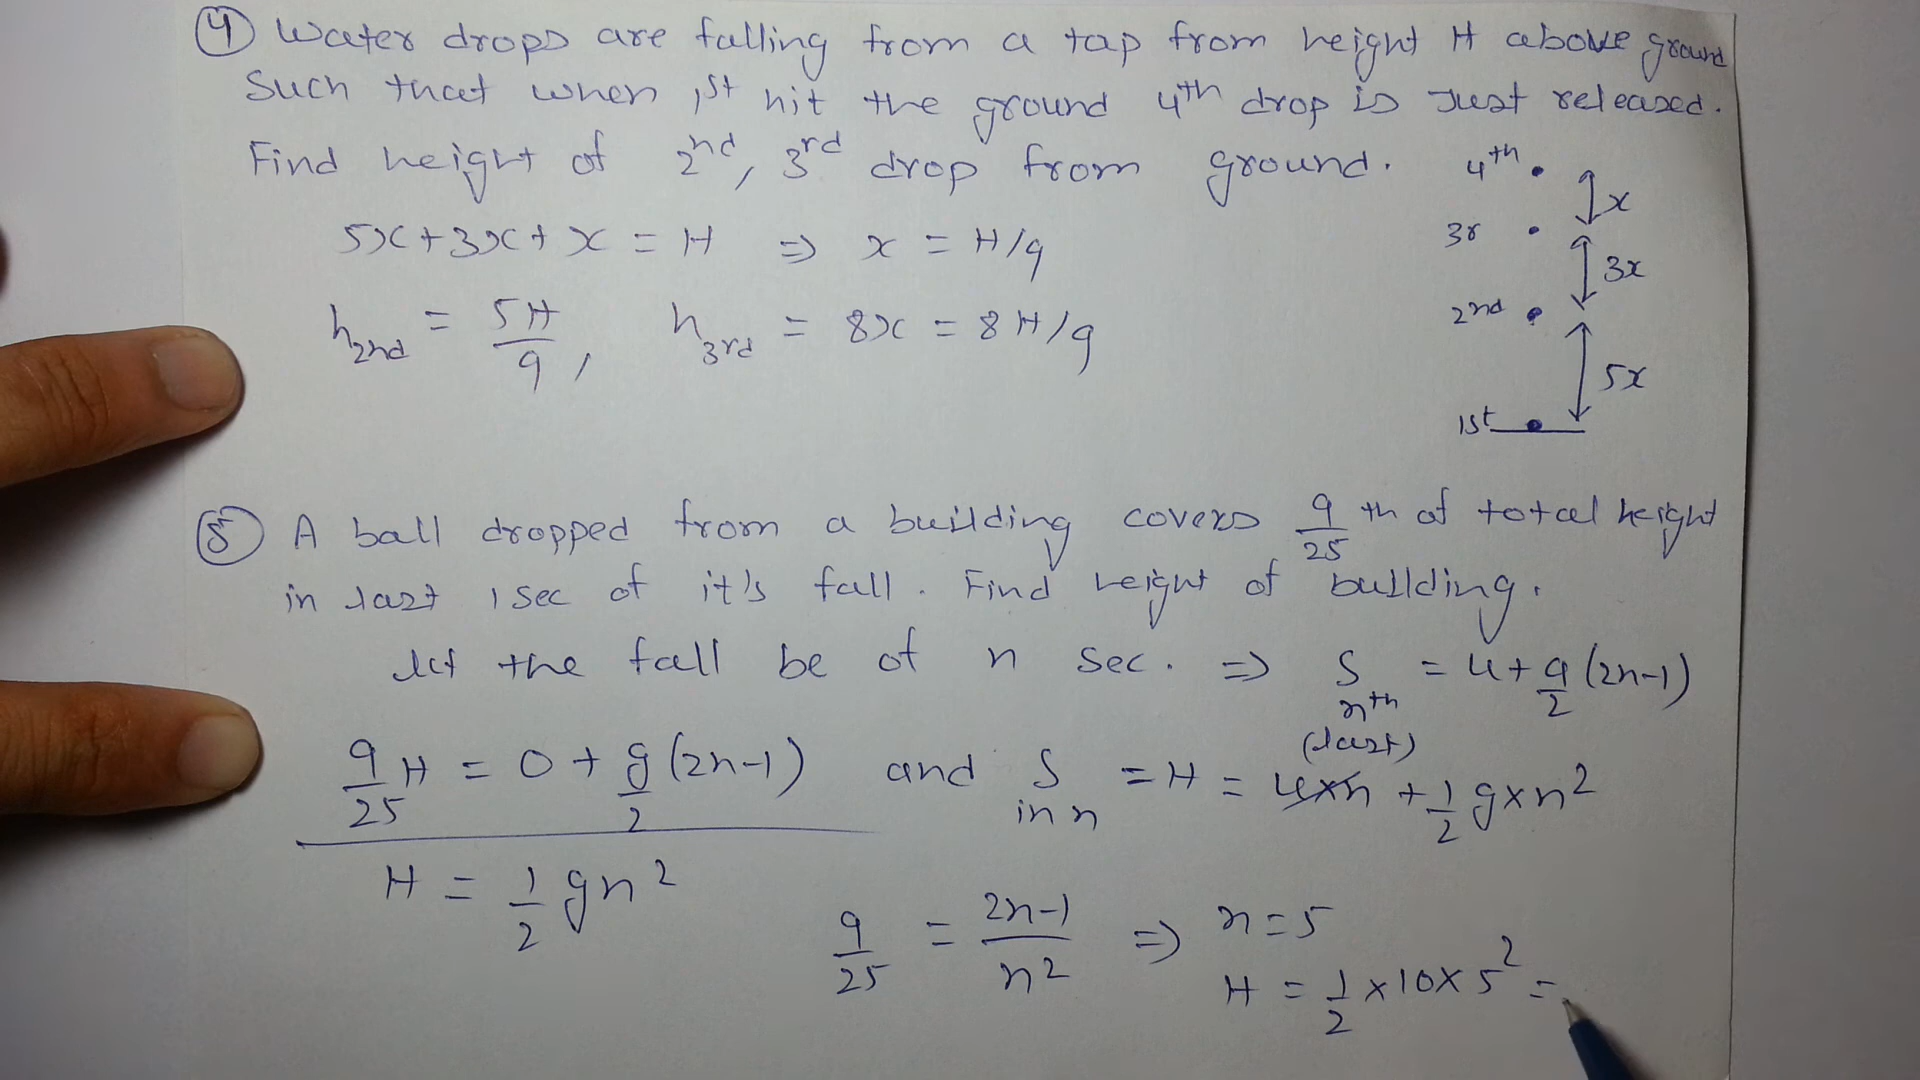 4 Water drops are falling from a tap from height H above ground
Such that when 1st hit the ground 4th drop is Just released.
Find height of 2nd, 3rd drop from ground.
4th
x
5x + 3x + x = H ⇒ x = H/9
3r
3x
h2nd = 5H/9, h3rd = 8x = 8H/9
2nd
5x
1st
5 A ball dropped from a building covers 9/25 th of total height
in last 1 sec of it's fall. Find height of building.
let the fall be of n sec. ⇒ S nth (last) = u + a/2 (2n-1)
9/25 H = 0 + g/2 (2n-1) and S in n = H = u×n + 1/2 g×n²
H = 1/2 gn²
9/25 = 2n-1/n² ⇒ n = 5
H = 1/2 × 10 × 5² =